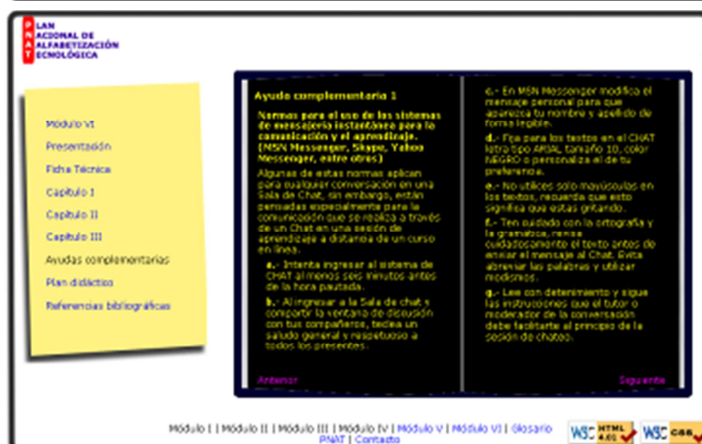 PLAN
NACIONAL DE
ALFABETIZACIÓN
TECNOLÓGICA
Módulo VI
Presentación
Ficha Técnica
Capítulo I
Capítulo II
Capítulo III
Ayudas complementarias
Plan didáctico
Referencias bibliográficas
Ayuda complementaria 1
Normas para el uso de los sistemas
de mensajería instantánea para la
comunicación y el aprendizaje.
(MSN Messenger, Skype, Yahoo
Messenger, entre otros)
Algunas de estas normas aplican
para cualquier conversación en una
Sala de Chat, sin embargo, están
pensadas especialmente para la
comunicación que se realiza a través
de un Chat en una sesión de
aprendizaje a distancia de un curso
en línea.
a.- Intenta ingresar al sistema de
CHAT al menos seis minutos antes
de la hora pautada.
b.- Al ingresar a la Sala de chat y
compartir la ventana de discusión
con tus compañeros, teclea un
saludo general y respetuoso a
todos los presentes.
Anterior
c.- En MSN Messenger modifica el
mensaje personal para que
aparezca tu nombre y apellido de
forma legible.
d.- Fija para los textos en el CHAT
letra tipo ARIAL tamaño 10, color
NEGRO o personaliza el de tu
preferencia.
e.- No utilices solo mayúsculas en
los textos, recuerda que esto
significa que estas gritando.
f.- Ten cuidado con la ortografía y
la gramática, revisa
cuidadosamente el texto antes de
enviar el mensaje al Chat. Evita
abreviar las palabras y utilizar
modismos.
g.- Lee con detenimiento y sigue
las instrucciones que el tutor o
moderador de la conversación
debe facilitarte al principio de la
sesión de chateo.
Siguiente
Módulo I | Módulo II | Módulo III | Módulo IV | Módulo V | Módulo VI | Glosario
PNAT | Contacto
W3C HTML 4.01
W3C CSS